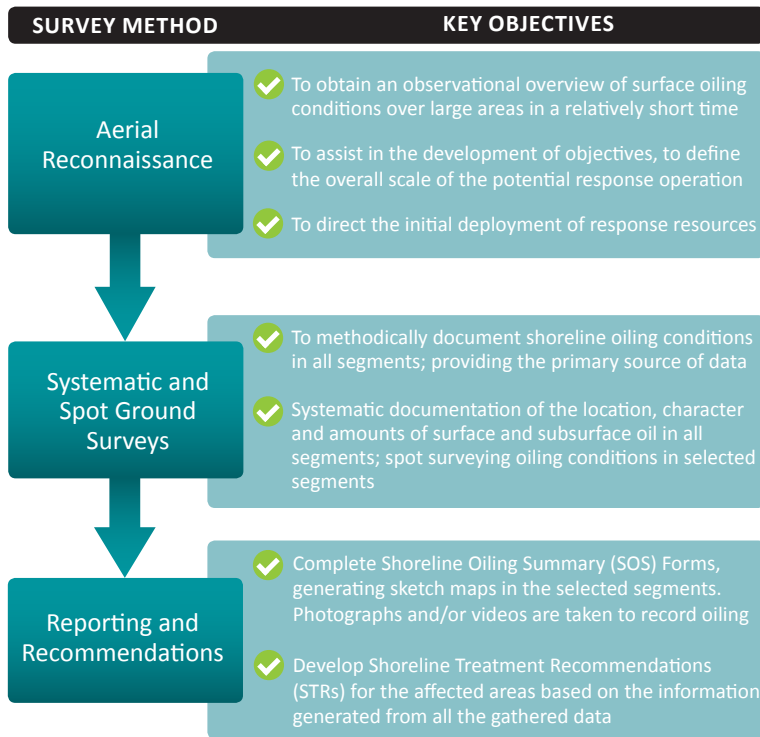 SURVEY METHOD
KEY OBJECTIVES
Aerial
Reconnaissance
To obtain an observational overview of surface oiling
conditions over large areas in a relatively short time
To assist in the development of objectives, to define
the overall scale of the potential response operation
To direct the initial deployment of response resources
Systematic and
Spot Ground
Surveys
To methodically document shoreline oiling conditions
in all segments; providing the primary source of data
Systematic documentation of the location, character
and amounts of surface and subsurface oil in all
segments; spot surveying oiling conditions in selected
segments
Reporting and
Recommendations
Complete Shoreline Oiling Summary (SOS) Forms,
generating sketch maps in the selected segments.
Photographs and/or videos are taken to record oiling
Develop Shoreline Treatment Recommendations
(STRs) for the affected areas based on the information
generated from all the gathered data